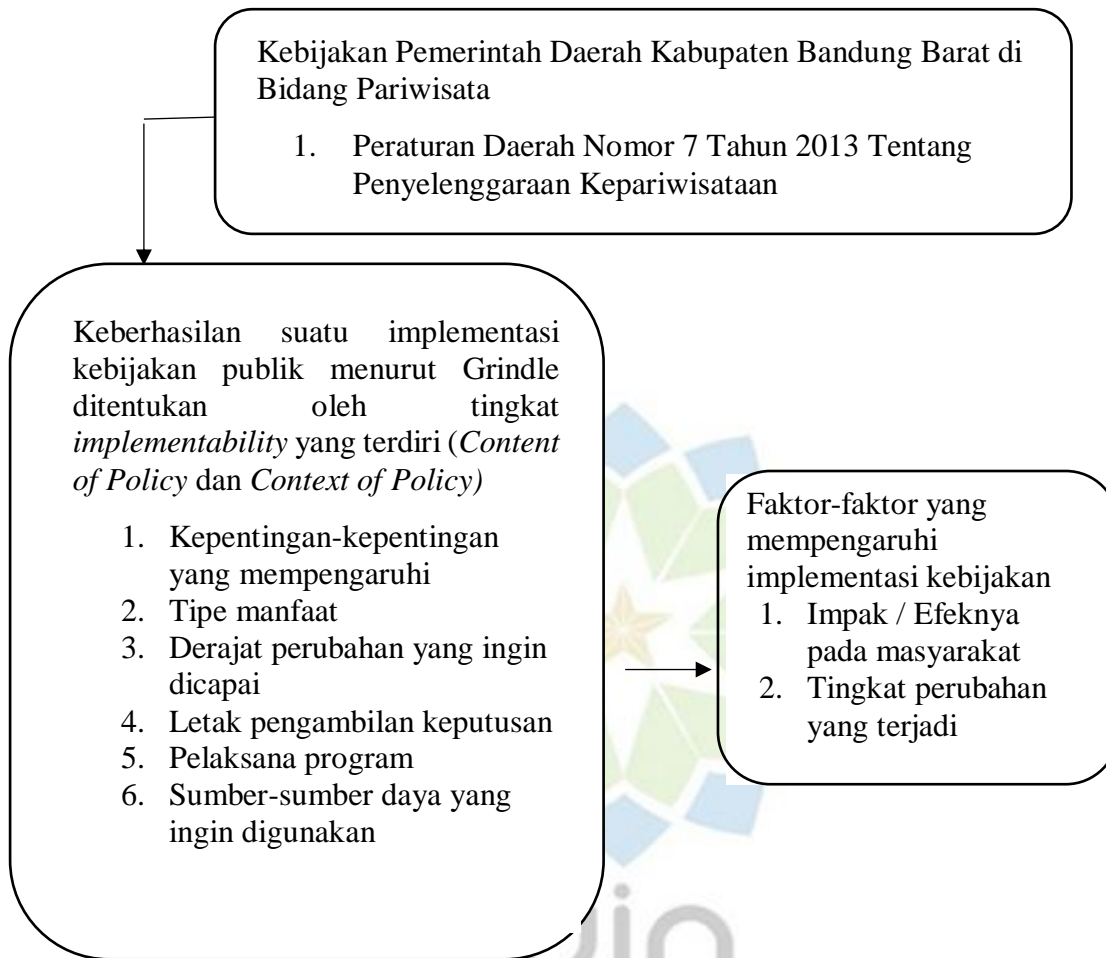 Kebijakan Pemerintah Daerah Kabupaten Bandung Barat di
Bidang Pariwisata
1. Peraturan Daerah Nomor 7 Tahun 2013 Tentang
Penyelenggaraan Kepariwisataan
Keberhasilan suatu implementasi
kebijakan publik menurut Grindle
ditentukan oleh tingkat
implementability yang terdiri (Content
of Policy dan Context of Policy)
1. Kepentingan-kepentingan
yang mempengaruhi
2. Tipe manfaat
3. Derajat perubahan yang ingin
dicapai
4. Letak pengambilan keputusan
5. Pelaksana program
6. Sumber-sumber daya yang
ingin digunakan
Faktor-faktor yang
mempengaruhi
implementasi kebijakan
1. Impak / Efeknya
pada masyarakat
2. Tingkat perubahan
yang terjadi